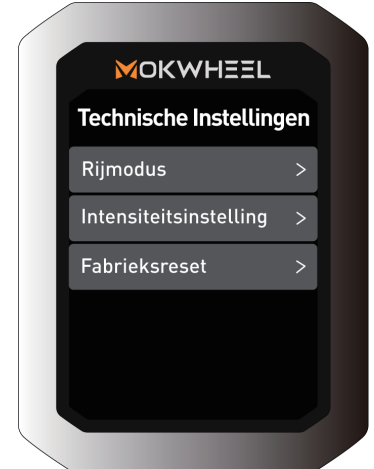 MOKWHEEL
Technische Instellingen
Rijmodus >
Intensiteitsinstelling >
Fabrieksreset >